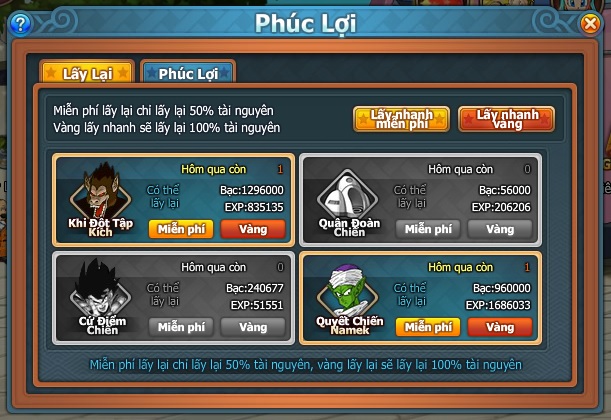 ?
Phúc Lợi
Lấy Lại
Phúc Lợi
Miễn phí lấy lại chỉ lấy lại 50% tài nguyên
Vàng lấy nhanh sẽ lấy lại 100% tài nguyên
Lấy nhanh
miễn phí
Lấy nhanh
vàng
Hôm qua còn 1
Có thể
lấy lại
Bạc:1296000
EXP:835135
Khỉ Đột Tập
Kích
Miễn phí
Vàng
Hôm qua còn 0
Có thể
lấy lại
Bạc:56000
EXP:206206
Quân Đoàn
Chiến
Miễn phí
Vàng
Hôm qua còn 0
Có thể
lấy lại
Bạc:240677
EXP:51551
Cứ Điểm
Chiến
Miễn phí
Vàng
Hôm qua còn 1
Có thể
lấy lại
Bạc:960000
EXP:1686033
Quyết Chiến
Namek
Miễn phí
Vàng
Miễn phí lấy lại chỉ lấy lại 50% tài nguyên, vàng lấy lại sẽ lấy lại 100% tài nguyên